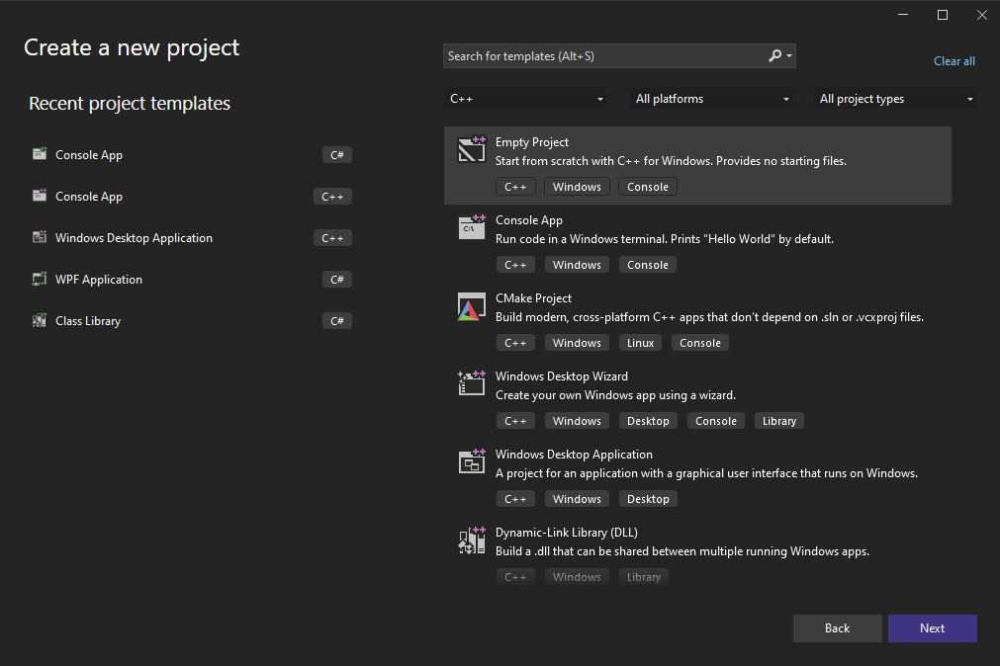 Create a new project
Recent project templates
Console App C#
Console App C++
Windows Desktop Application C++
WPF Application C#
Class Library C#
Search for templates (Alt+S)
Clear all
C++ All platforms All project types
Empty Project
Start from scratch with C++ for Windows. Provides no starting files.
C++ Windows Console
Console App
Run code in a Windows terminal. Prints "Hello World" by default.
C++ Windows Console
CMake Project
Build modern, cross-platform C++ apps that don't depend on .sln or .vcxproj files.
C++ Windows Linux Console
Windows Desktop Wizard
Create your own Windows app using a wizard.
C++ Windows Desktop Console Library
Windows Desktop Application
A project for an application with a graphical user interface that runs on Windows.
C++ Windows Desktop
Dynamic-Link Library (DLL)
Build a .dll that can be shared between multiple running Windows apps.
C++ Windows Library
Back Next